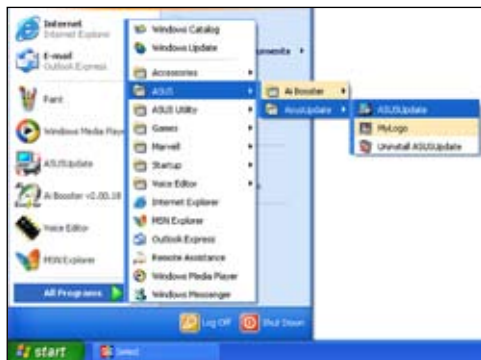 Internet
Internet Explorer
E-mail
Outlook Express
Paint
Windows Media Player
ASUSUpdate
Ai Booster v2.00.18
Voice Editor
MSN Explorer
All Programs
Windows Catalog
Windows Update
Accessories
ASUS
ASUS Utility
Games
Marvell
Startup
Voice Editor
Internet Explorer
MSN Explorer
Outlook Express
Remote Assistance
Windows Media Player
Windows Messenger
ocuments
Ai Booster
AsusUpdate
ASUSUpdate
MyLogo
Uninstall ASUSUpdate
Log Off
Shut Down
start